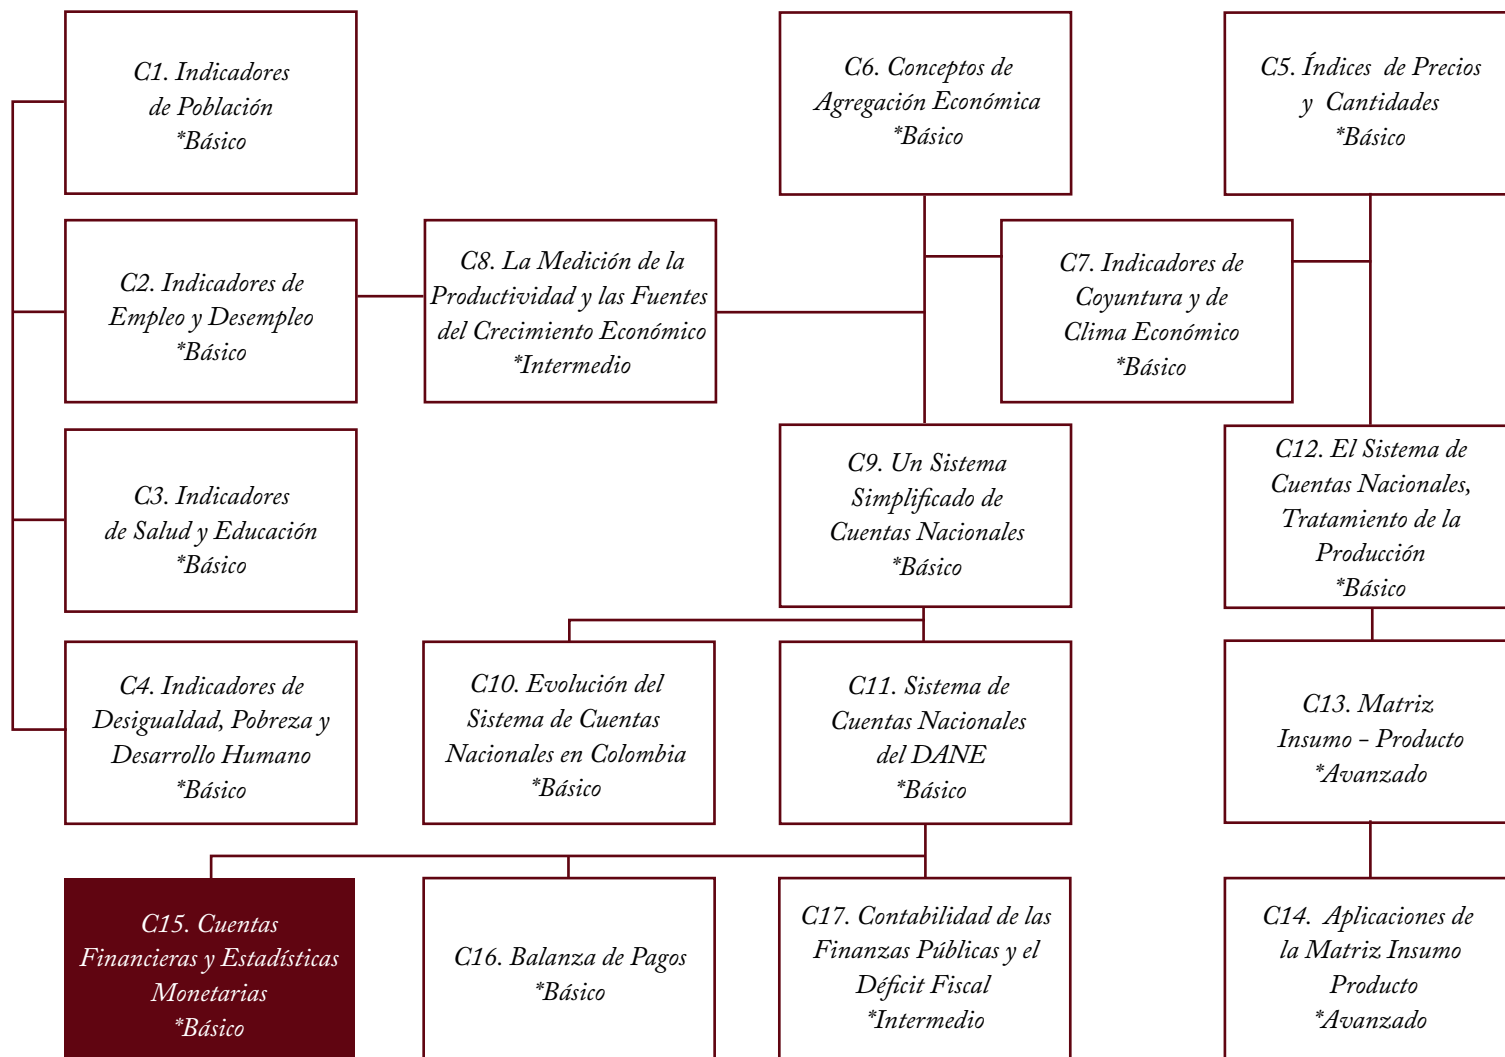 C1. Indicadores
de Población
*Básico
C6. Conceptos de
Agregación Económica
*Básico
C5. Índices de Precios
y Cantidades
*Básico
C2. Indicadores de
Empleo y Desempleo
*Básico
C8. La Medición de la
Productividad y las Fuentes
del Crecimiento Económico
*Intermedio
C7. Indicadores de
Coyuntura y de
Clima Económico
*Básico
C3. Indicadores
de Salud y Educación
*Básico
C9. Un Sistema
Simplificado de
Cuentas Nacionales
*Básico
C12. El Sistema de
Cuentas Nacionales,
Tratamiento de la
Producción
*Básico
C4. Indicadores de
Desigualdad, Pobreza y
Desarrollo Humano
*Básico
C10. Evolución del
Sistema de Cuentas
Nacionales en Colombia
*Básico
C11. Sistema de
Cuentas Nacionales
del DANE
*Básico
C13. Matriz
Insumo - Producto
*Avanzado
C15. Cuentas
Financieras y Estadísticas
Monetarias
*Básico
C16. Balanza de Pagos
*Básico
C17. Contabilidad de las
Finanzas Públicas y el
Déficit Fiscal
*Intermedio
C14. Aplicaciones de
la Matriz Insumo
Producto
*Avanzado